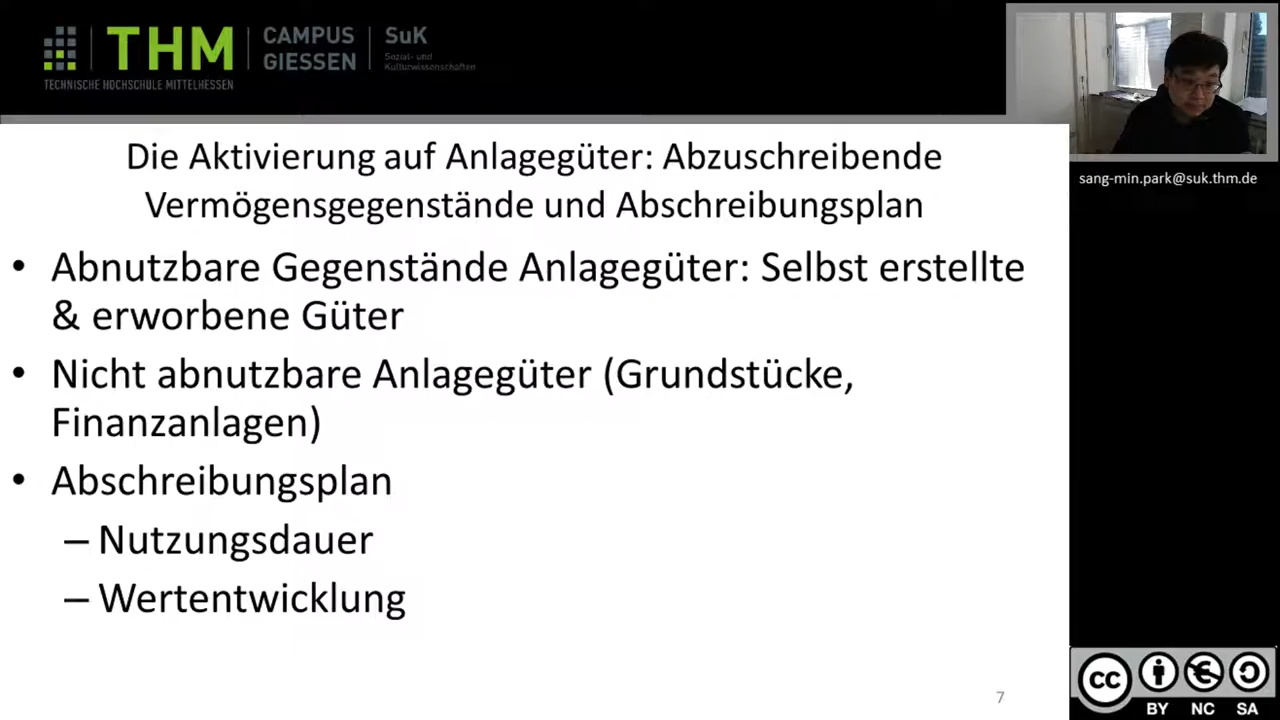 THM
CAMPUS
GIESSEN
SuK
Sozial- und
Kulturwissenschaften
TECHNISCHE HOCHSCHULE MITTELHESSEN
sang-min.park@suk.thm.de
Die Aktivierung auf Anlagegüter: Abzuschreibende
Vermögensgegenstände und Abschreibungsplan
• Abnutzbare Gegenstände Anlagegüter: Selbst erstellte
& erworbene Güter
• Nicht abnutzbare Anlagegüter (Grundstücke,
Finanzanlagen)
• Abschreibungsplan
– Nutzungsdauer
– Wertentwicklung
7
CC
BY NC SA